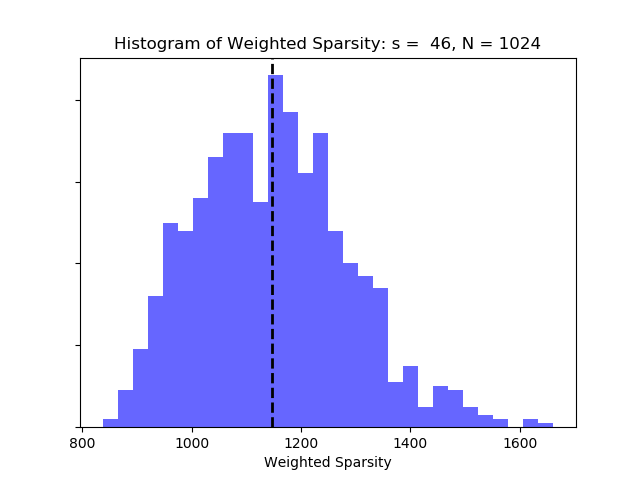 Histogram of Weighted Sparsity: s =  46, N = 1024
800
1000
1200
1400
1600
Weighted Sparsity